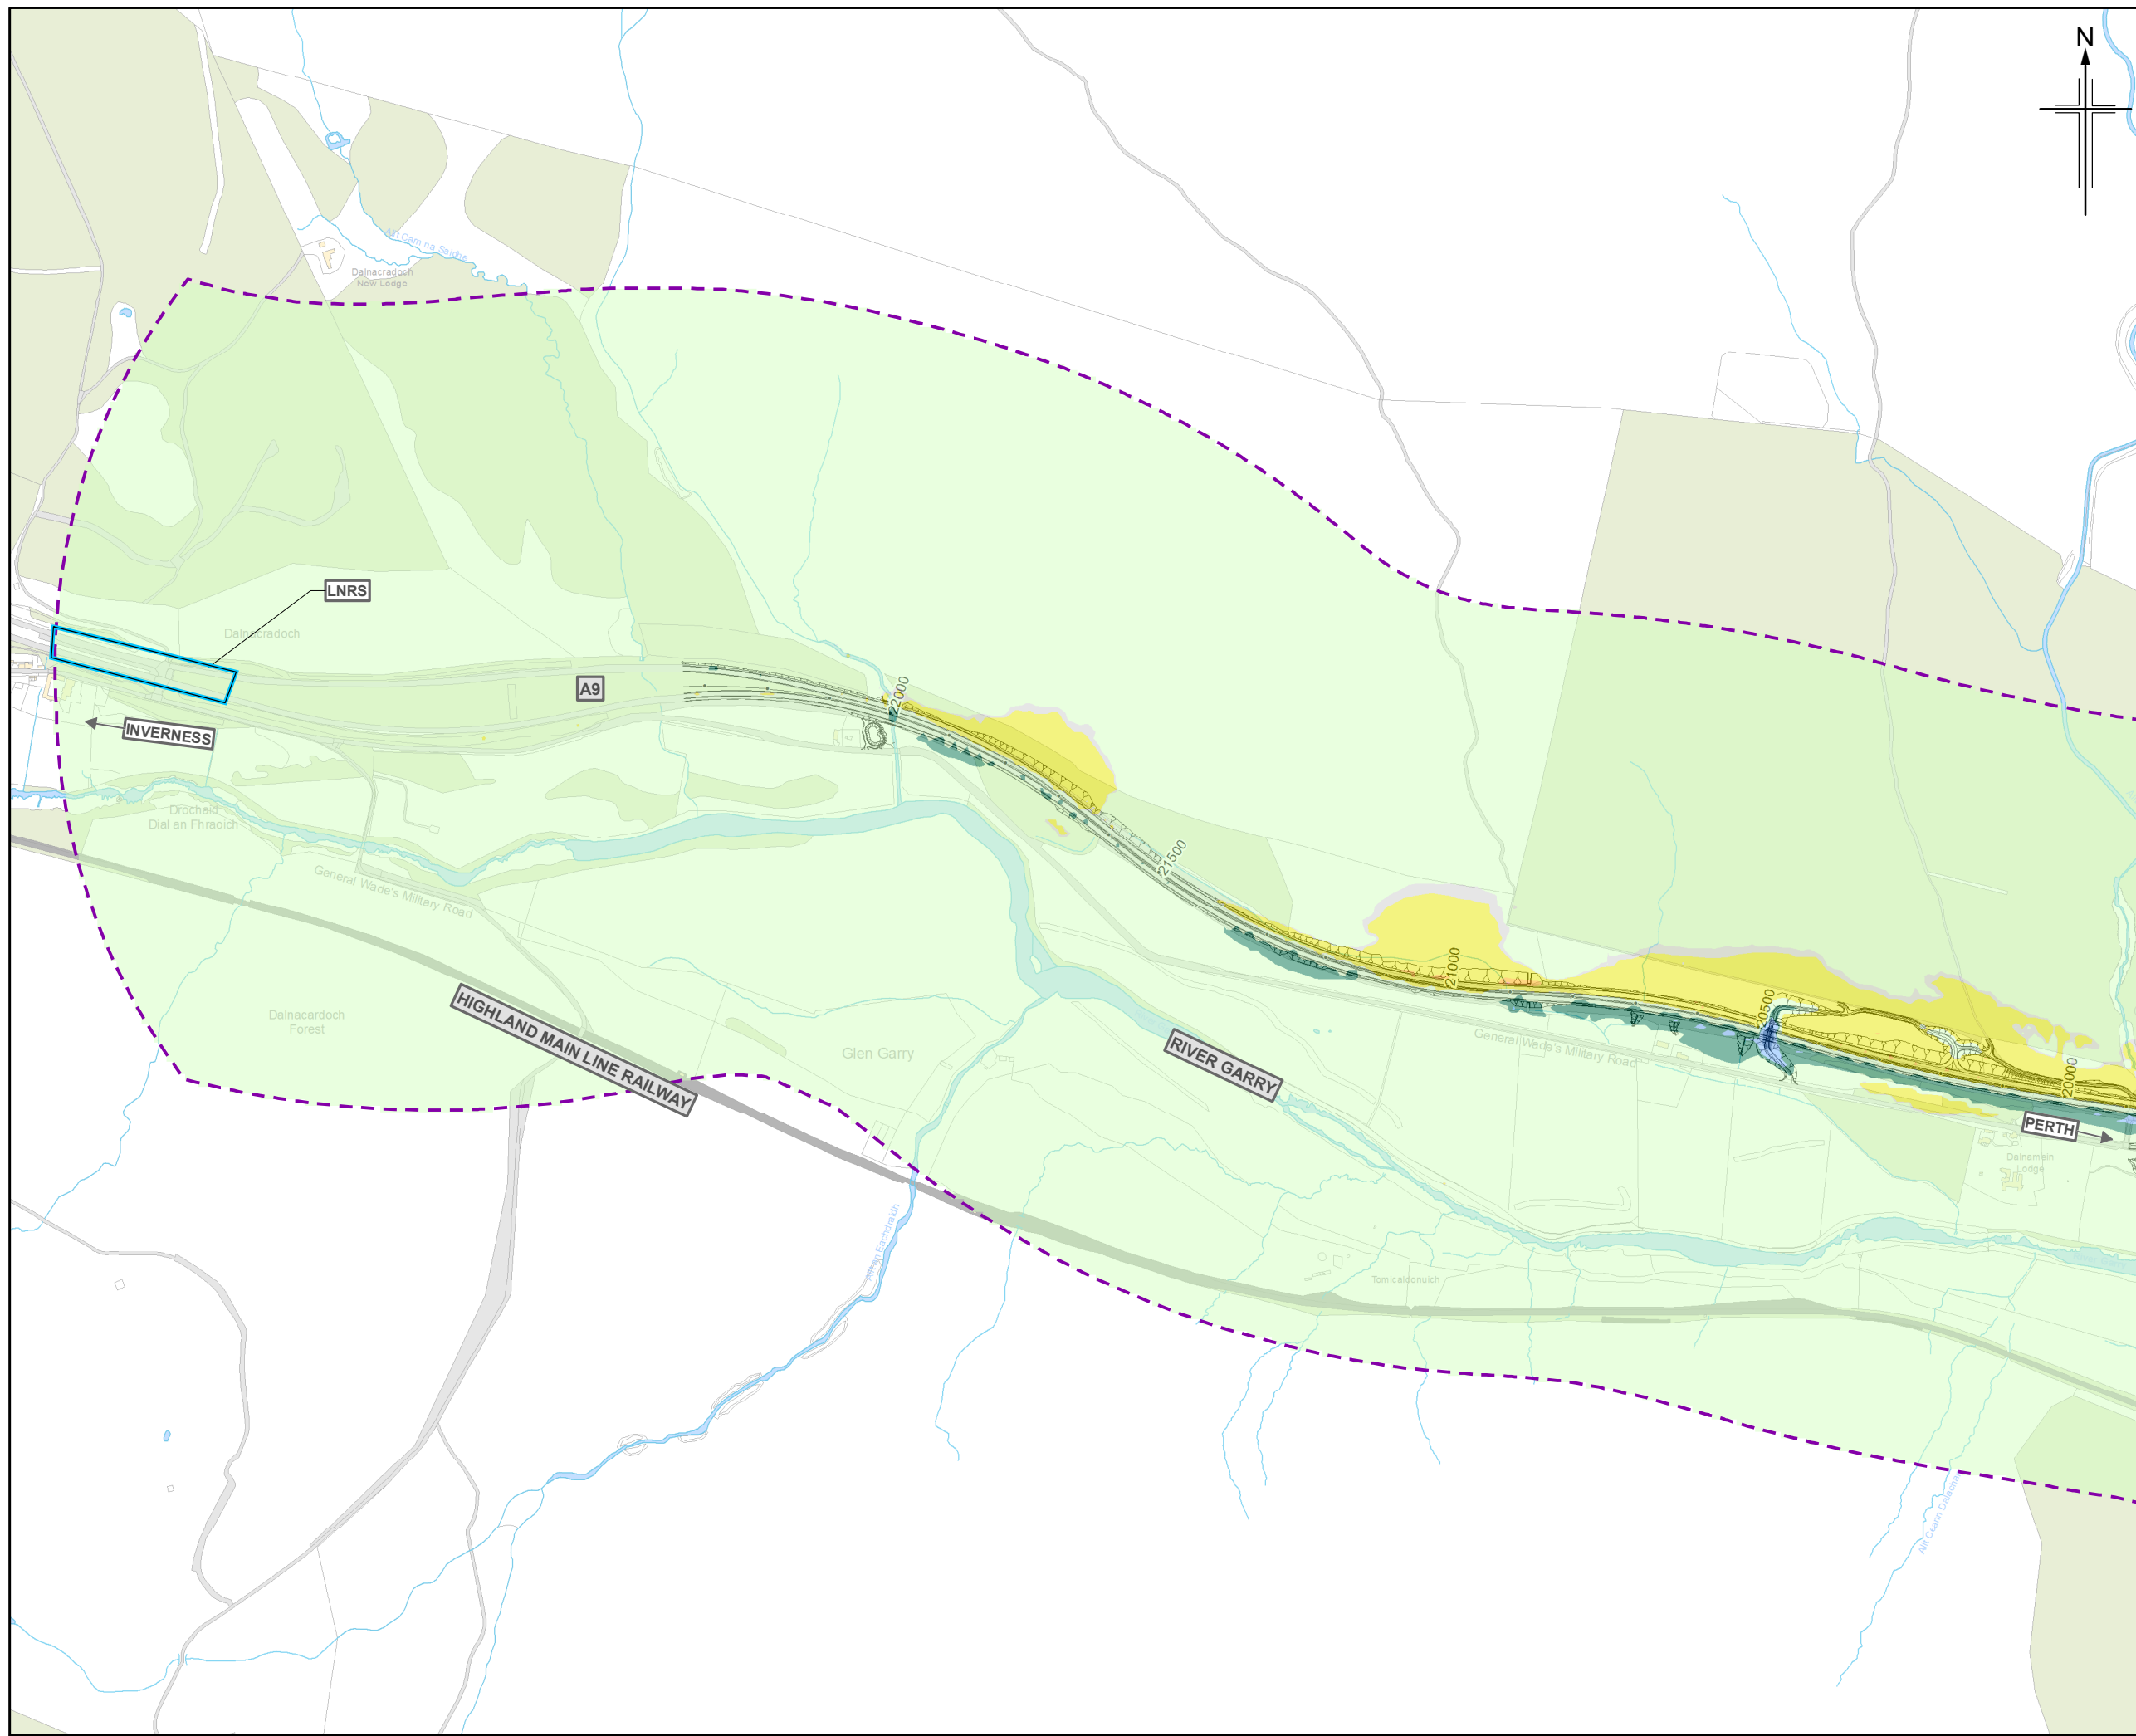 N
Allt Cam na Saidhe
Dalnacradoch
New Lodge
LNRS
Dalnacradoch
A9
22000
INVERNESS
Drochaid
Dial an Fhraoich
21500
General Wade's Military Road
21000
HIGHLAND MAIN LINE RAILWAY
Dalnacardoch
Forest
20500
Glen Garry
RIVER GARRY
General Wade's Military Road
20000
PERTH
Dalnamein
Lodge
Tomicaldonuich